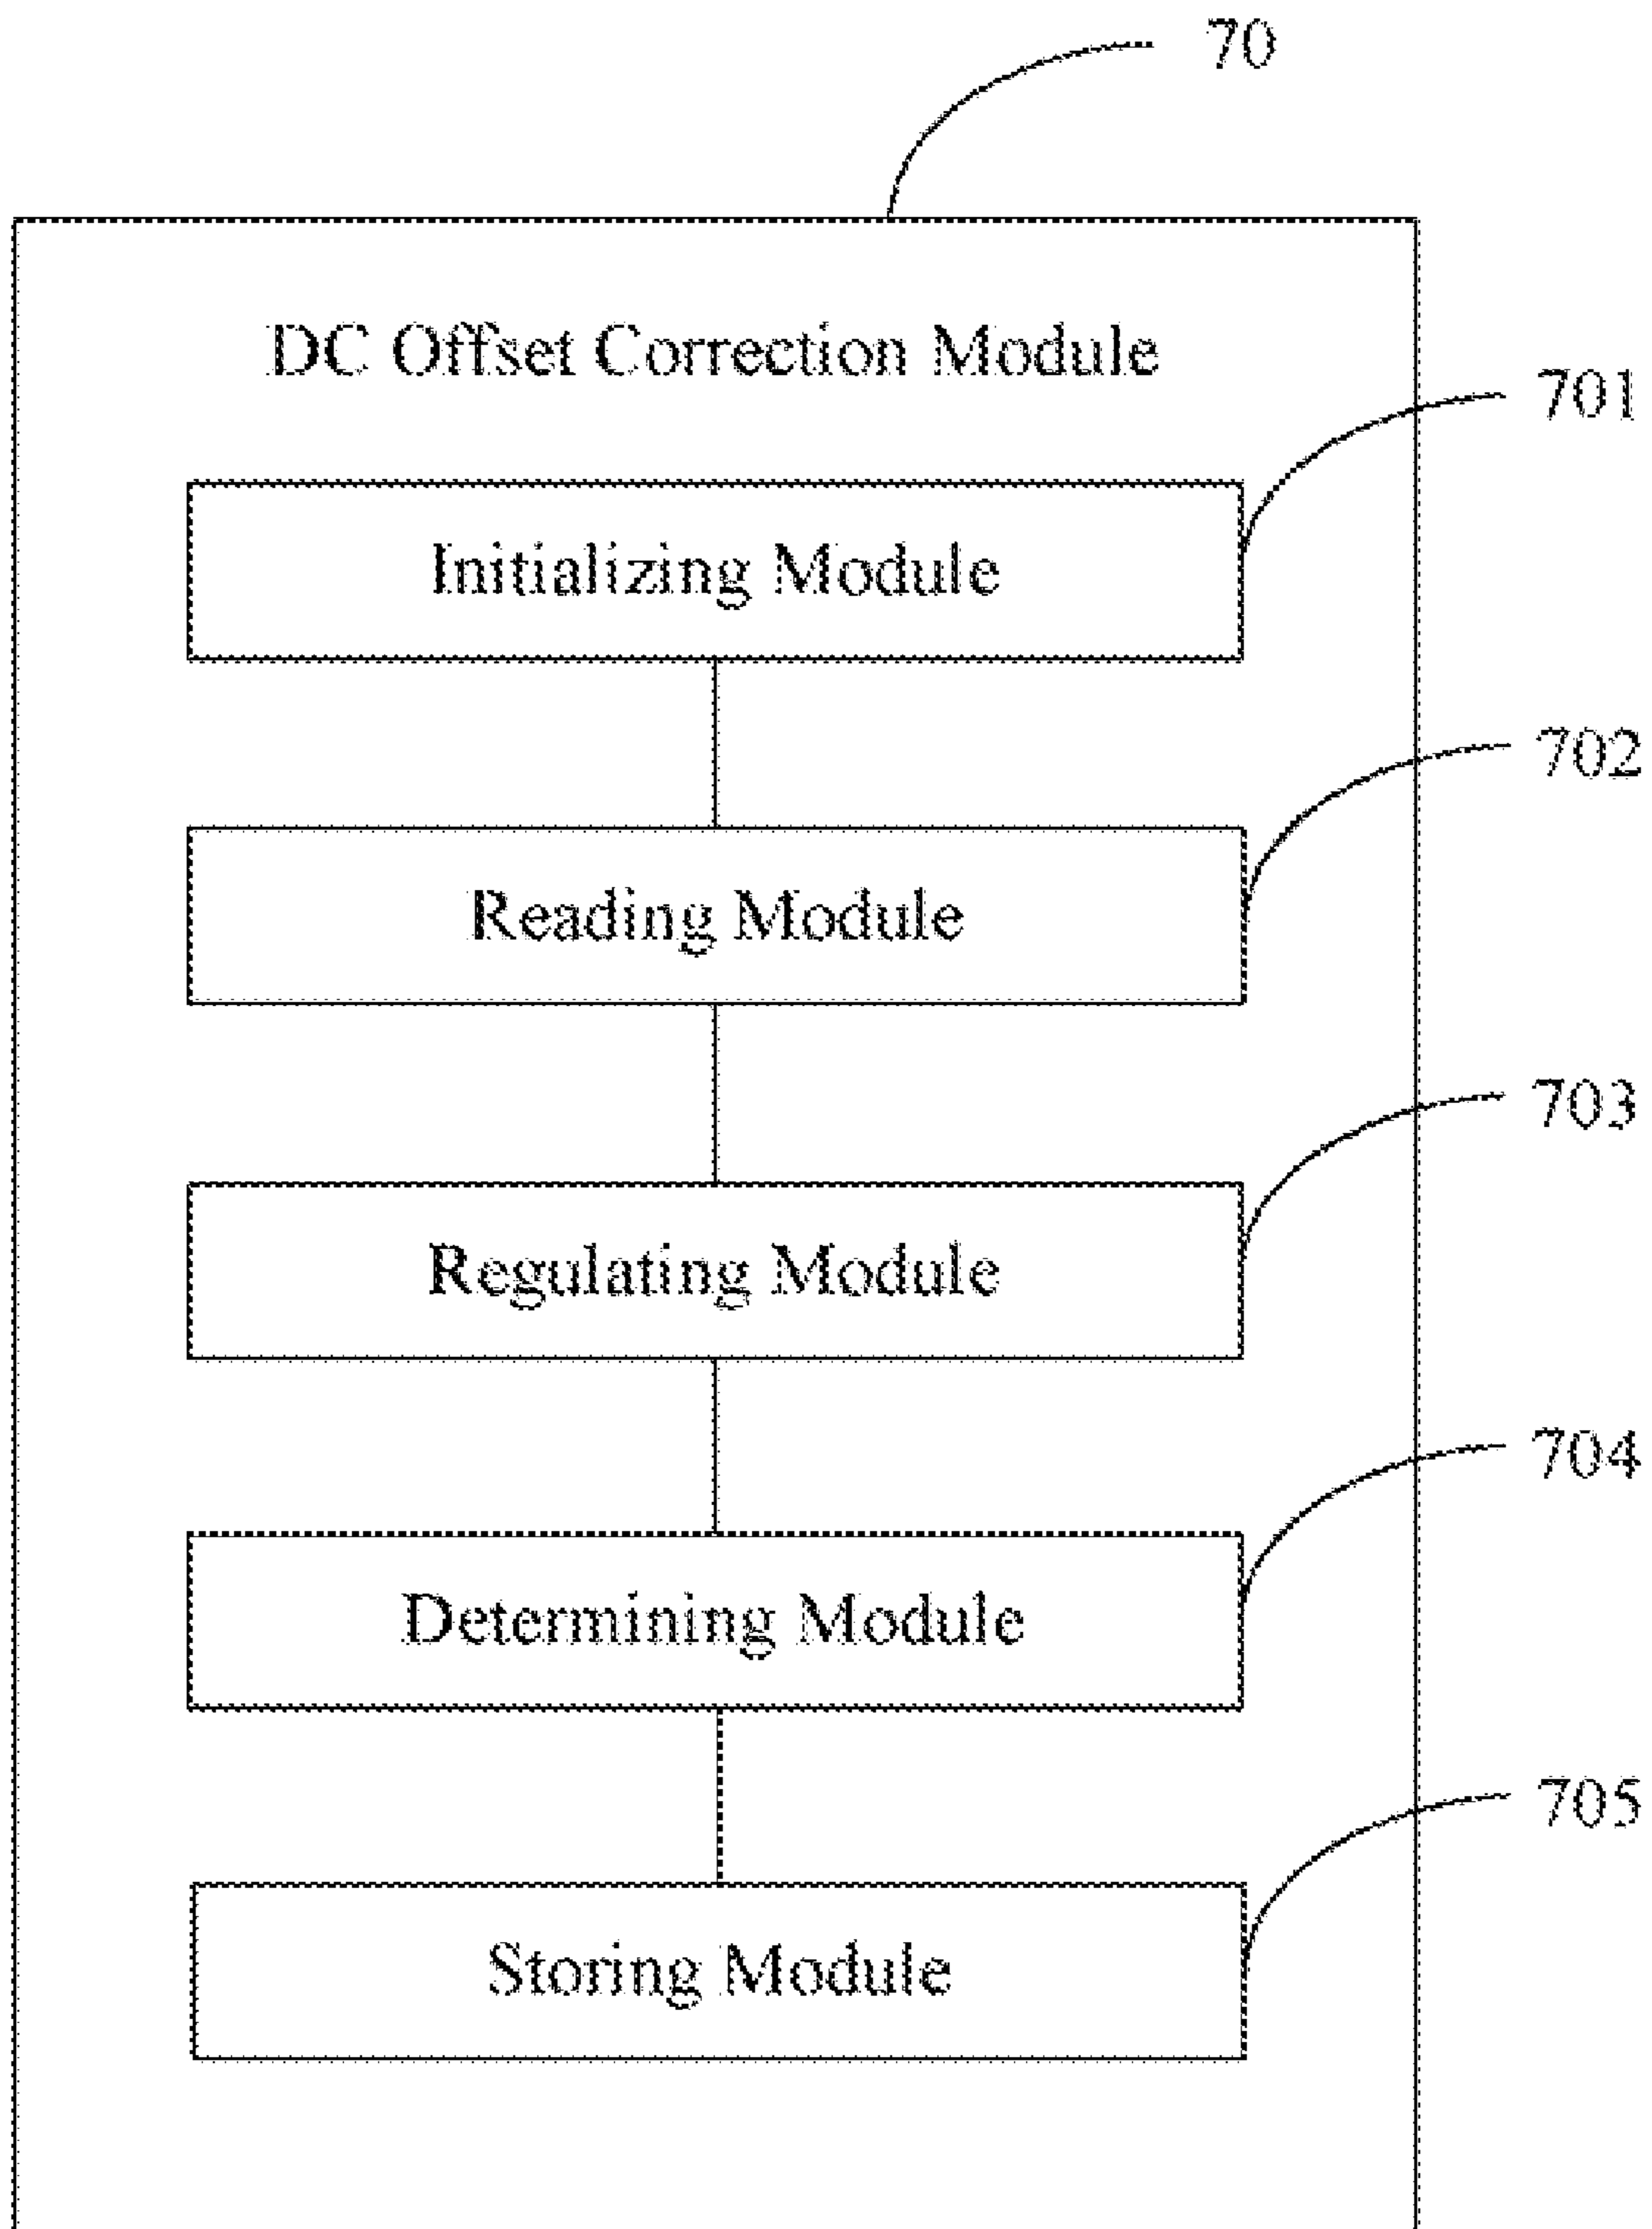 70
DC Offset Correction Module
701
Initializing Module
702
Reading Module
703
Regulating Module
704
Determining Module
705
Storing Module